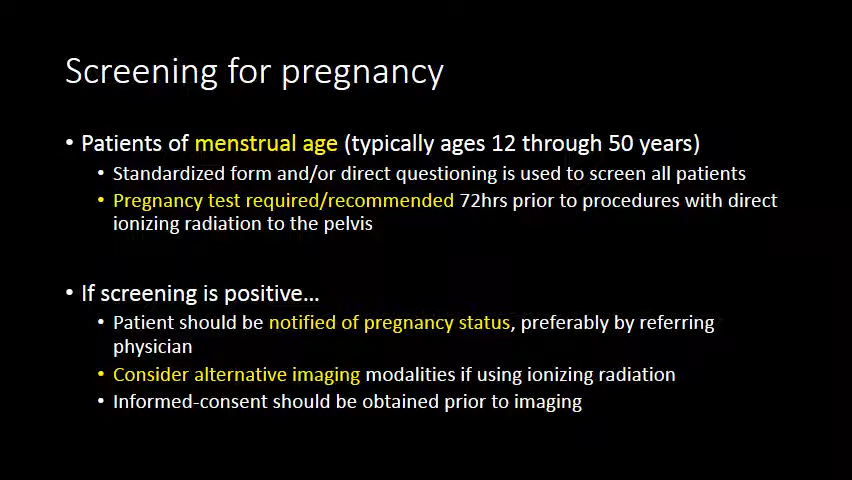 Screening for pregnancy
• Patients of menstrual age (typically ages 12 through 50 years)
• Standardized form and/or direct questioning is used to screen all patients
• Pregnancy test required/recommended 72hrs prior to procedures with direct
ionizing radiation to the pelvis
• If screening is positive…
• Patient should be notified of pregnancy status, preferably by referring
physician
• Consider alternative imaging modalities if using ionizing radiation
• Informed-consent should be obtained prior to imaging